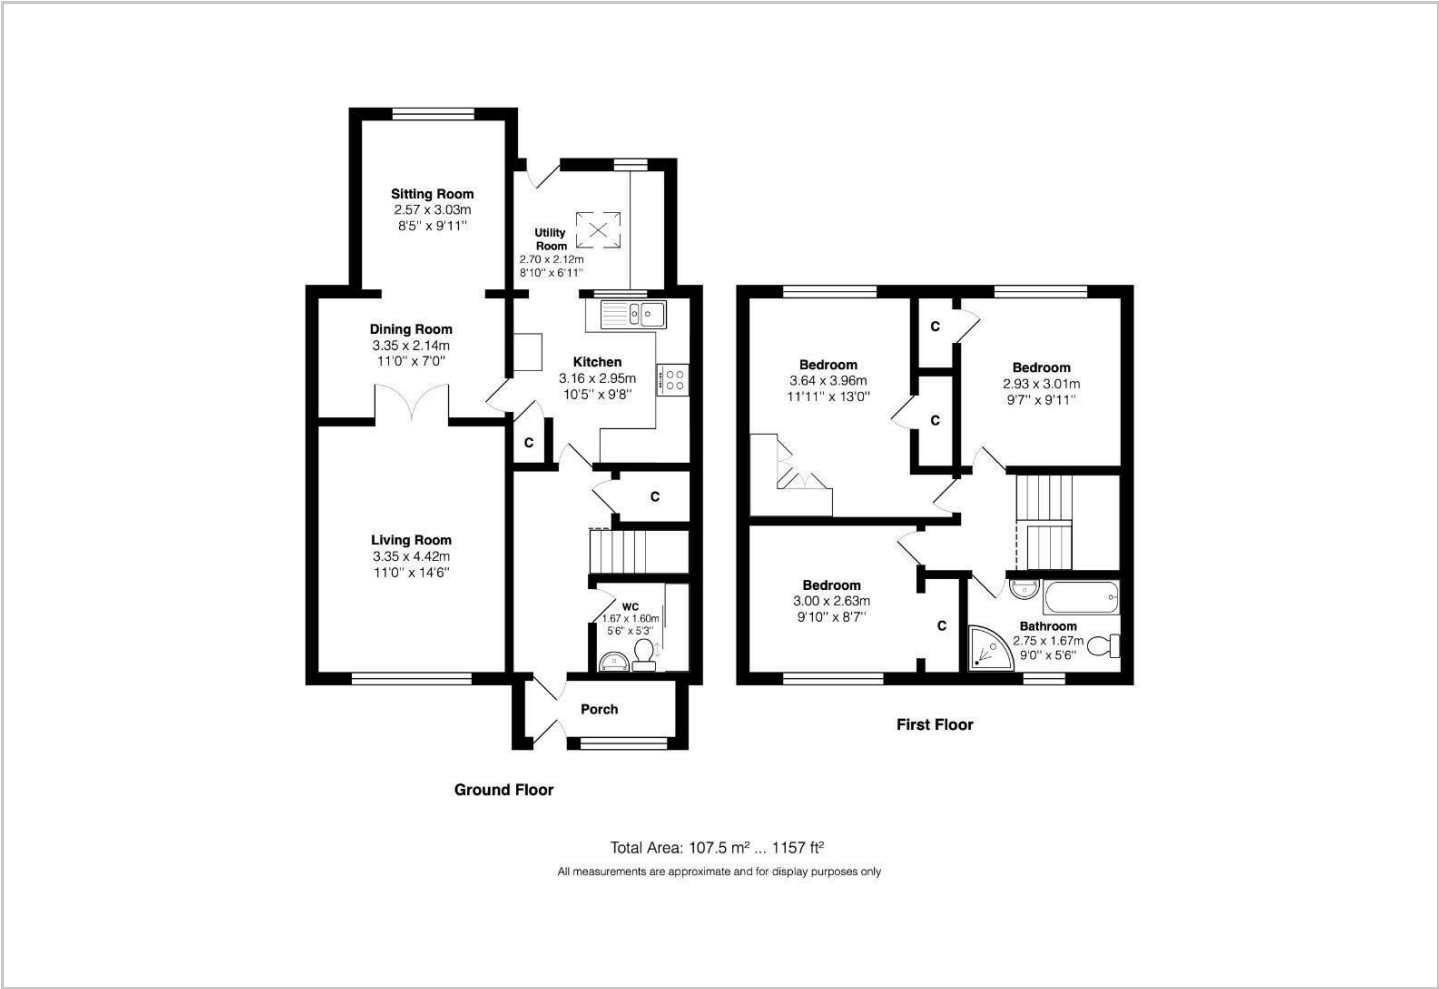 Sitting Room
2.57 x 3.03m
8'5'' x 9'11''
Utility
Room
2.70 x 2.12m
8'10'' x 6'11''
Dining Room
3.35 x 2.14m
11'0'' x 7'0''
Kitchen
3.16 x 2.95m
10'5'' x 9'8''
C
C
Living Room
3.35 x 4.42m
11'0'' x 14'6''
WC
1.67 x 1.60m
5'6'' x 5'3''
Porch
Ground Floor
Bedroom
3.64 x 3.96m
11'11'' x 13'0''
C
C
Bedroom
2.93 x 3.01m
9'7'' x 9'11''
Bedroom
3.00 x 2.63m
9'10'' x 8'7''
C
Bathroom
2.75 x 1.67m
9'0'' x 5'6''
First Floor
Total Area: 107.5 m² ... 1157 ft²
All measurements are approximate and for display purposes only